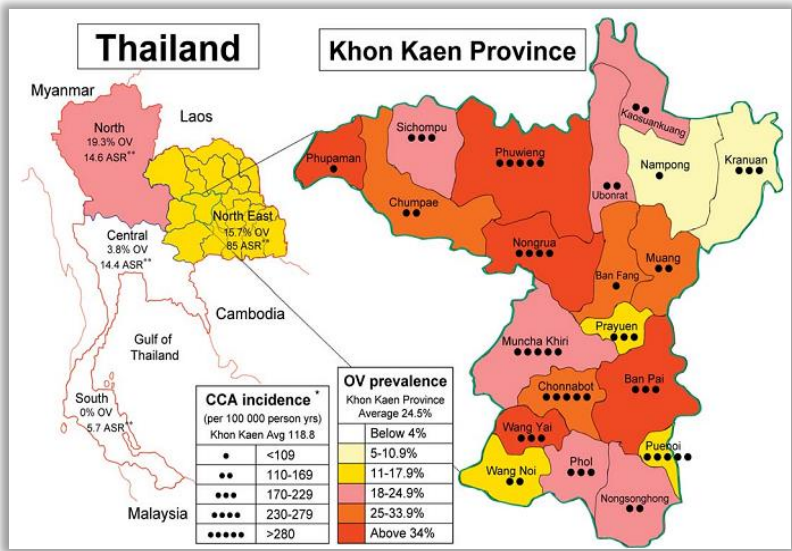 Thailand
Khon Kaen Province
Myanmar
Laos
North
19.3% OV
14.6 ASR**
North East
15.7% OV
85 ASR**
Central
3.8% OV
14.4 ASR**
Cambodia
Gulf of
Thailand
South
0% OV
5.7 ASR**
Malaysia
CCA incidence *
(per 100 000 person yrs)
Khon Kaen Avg 118.8
• <109
•• 110-169
••• 170-229
•••• 230-279
••••• >280
OV prevalence
Khon Kaen Province
Average 24.5%
Below 4%
5-10.9%
11-17.9%
18-24.9%
25-33.9%
Above 34%
Kaosuankuang
Sichompu
Phupaman
Phuwieng
Nampong
Kranuan
Chumpae
Ubonrat
Nongrua
Ban Fang
Muang
Prayuen
Muncha Khiri
Chonnabot
Ban Pai
Wang Yai
Puenoi
Wang Noi
Phol
Nongsonghong